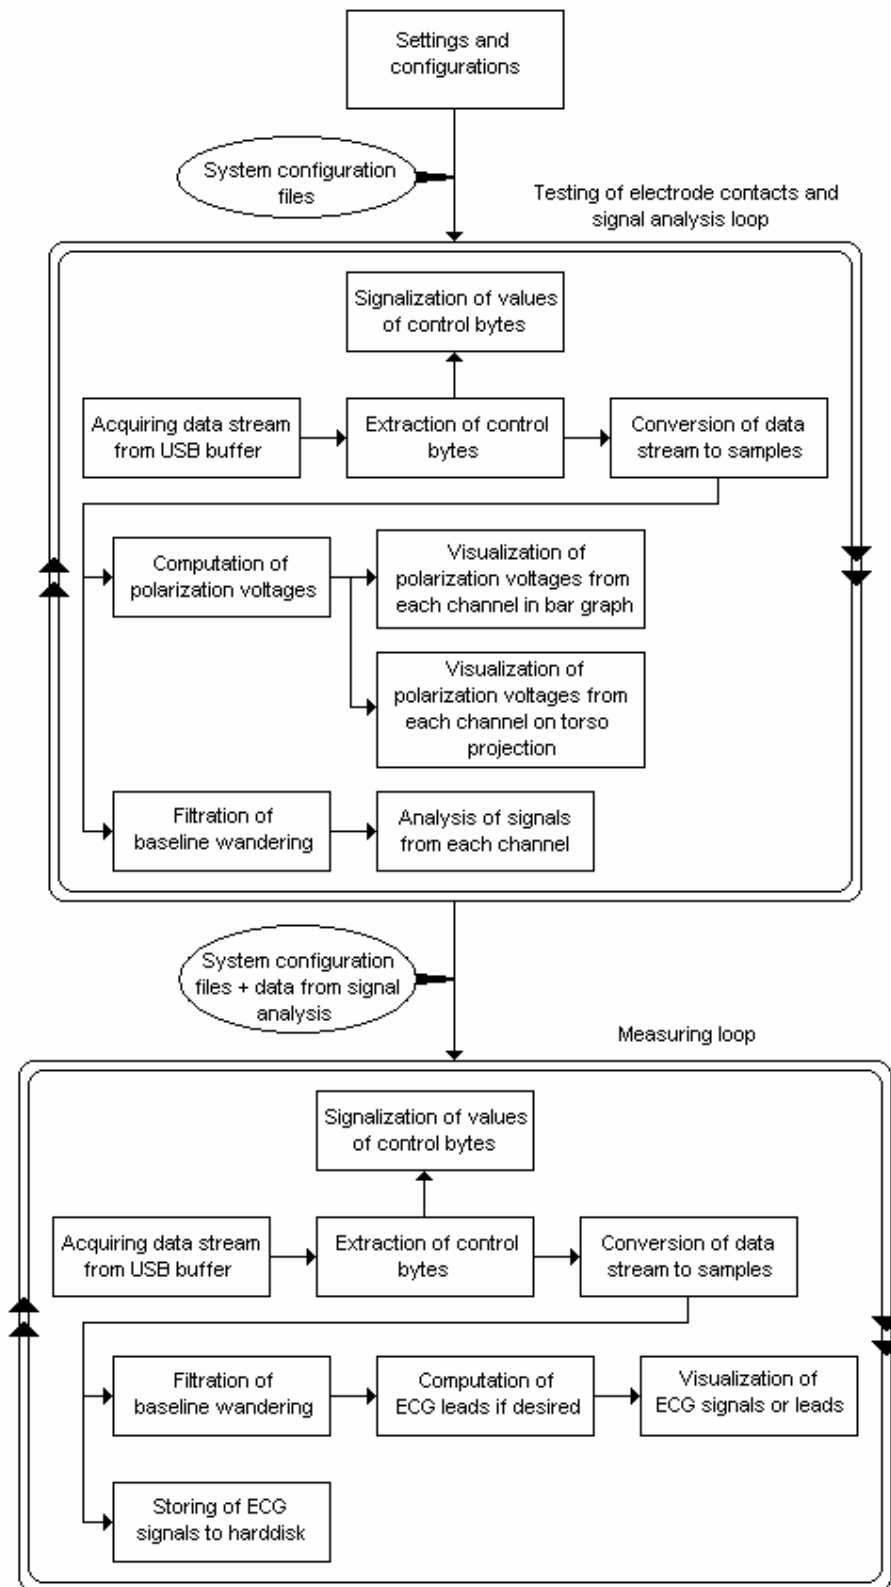 Settings and
configurations
System configuration
files
Testing of electrode contacts and
signal analysis loop
Signalization of values
of control bytes
Acquiring data stream
from USB buffer
Extraction of control
bytes
Conversion of data
stream to samples
Computation of
polarization voltages
Visualization of
polarization voltages from
each channel in bar graph
Visualization of
polarization voltages from
each channel on torso
projection
Filtration of
baseline wandering
Analysis of signals
from each channel
System configuration
files + data from signal
analysis
Measuring loop
Signalization of values
of control bytes
Acquiring data stream
from USB buffer
Extraction of control
bytes
Conversion of data
stream to samples
Filtration of
baseline wandering
Computation of
ECG leads if desired
Visualization of
ECG signals or leads
Storing of ECG
signals to harddisk